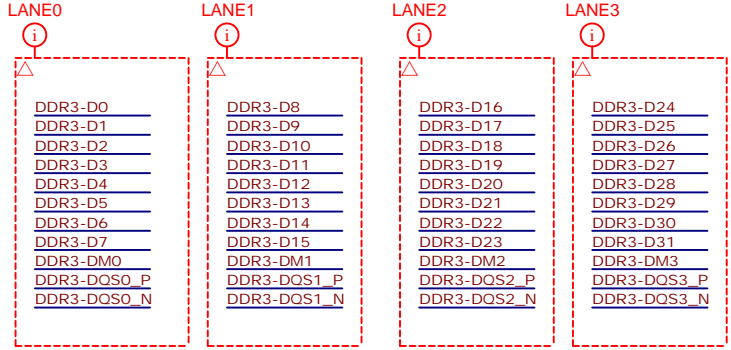 LANE0
i
DDR3-D0
DDR3-D1
DDR3-D2
DDR3-D3
DDR3-D4
DDR3-D5
DDR3-D6
DDR3-D7
DDR3-DM0
DDR3-DQS0_P
DDR3-DQS0_N
LANE1
i
DDR3-D8
DDR3-D9
DDR3-D10
DDR3-D11
DDR3-D12
DDR3-D13
DDR3-D14
DDR3-D15
DDR3-DM1
DDR3-DQS1_P
DDR3-DQS1_N
LANE2
i
DDR3-D16
DDR3-D17
DDR3-D18
DDR3-D19
DDR3-D20
DDR3-D21
DDR3-D22
DDR3-D23
DDR3-DM2
DDR3-DQS2_P
DDR3-DQS2_N
LANE3
i
DDR3-D24
DDR3-D25
DDR3-D26
DDR3-D27
DDR3-D28
DDR3-D29
DDR3-D30
DDR3-D31
DDR3-DM3
DDR3-DQS3_P
DDR3-DQS3_N